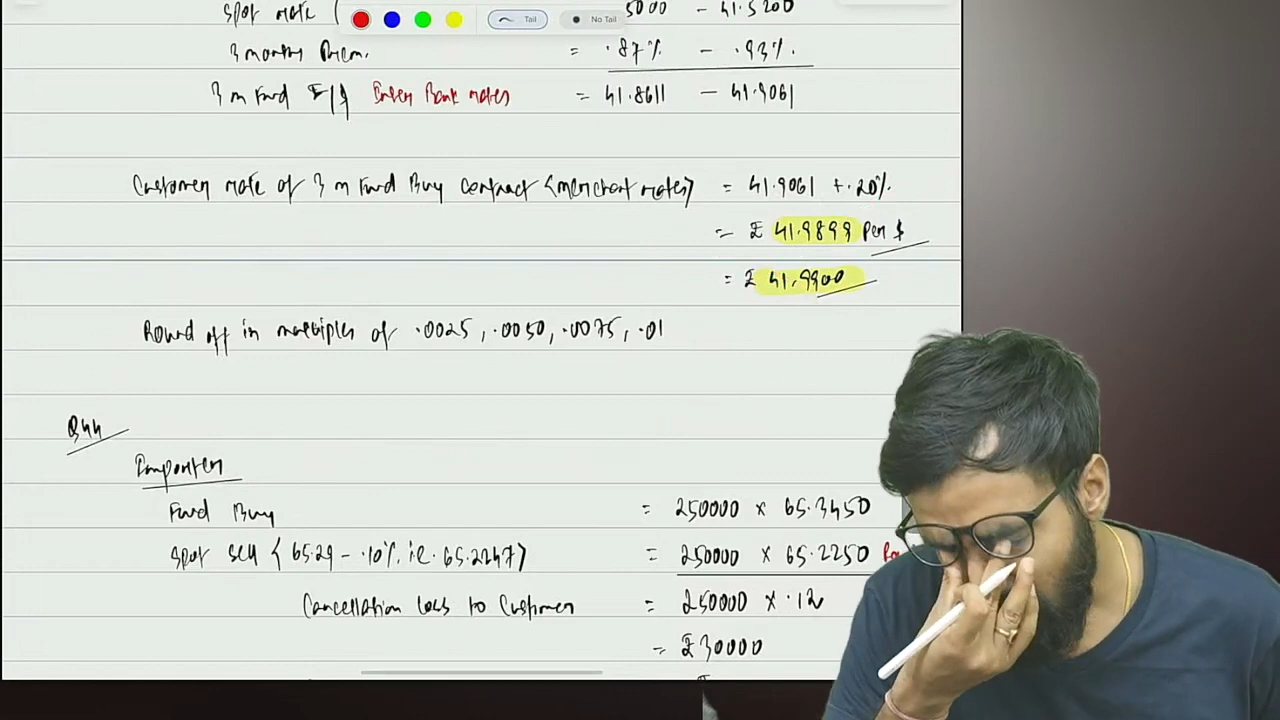 Spot rate (
5000 - 41.5200
Tail
No Tail
3 months Prem. = .87% - .93%.
3 m Fwd ₹/$ Inter Bank rates = 41.8611 - 41.9061
Customer rate of 3 m Fwd Buy contract {merchant rates} = 41.9061 + .20%.
= ₹ 41.9899 Per $
= ₹ 41.9900
Round off in multiples of .0025, .0050, .0075, .01
Q44
Importer
Fwd Buy = 250000 × 65.3450
Spot sell { 65.29 - .10% i.e. 65.2247} = 250000 × 65.2250
Cancellation Loss to Customer = 250000 × .12
= ₹30000